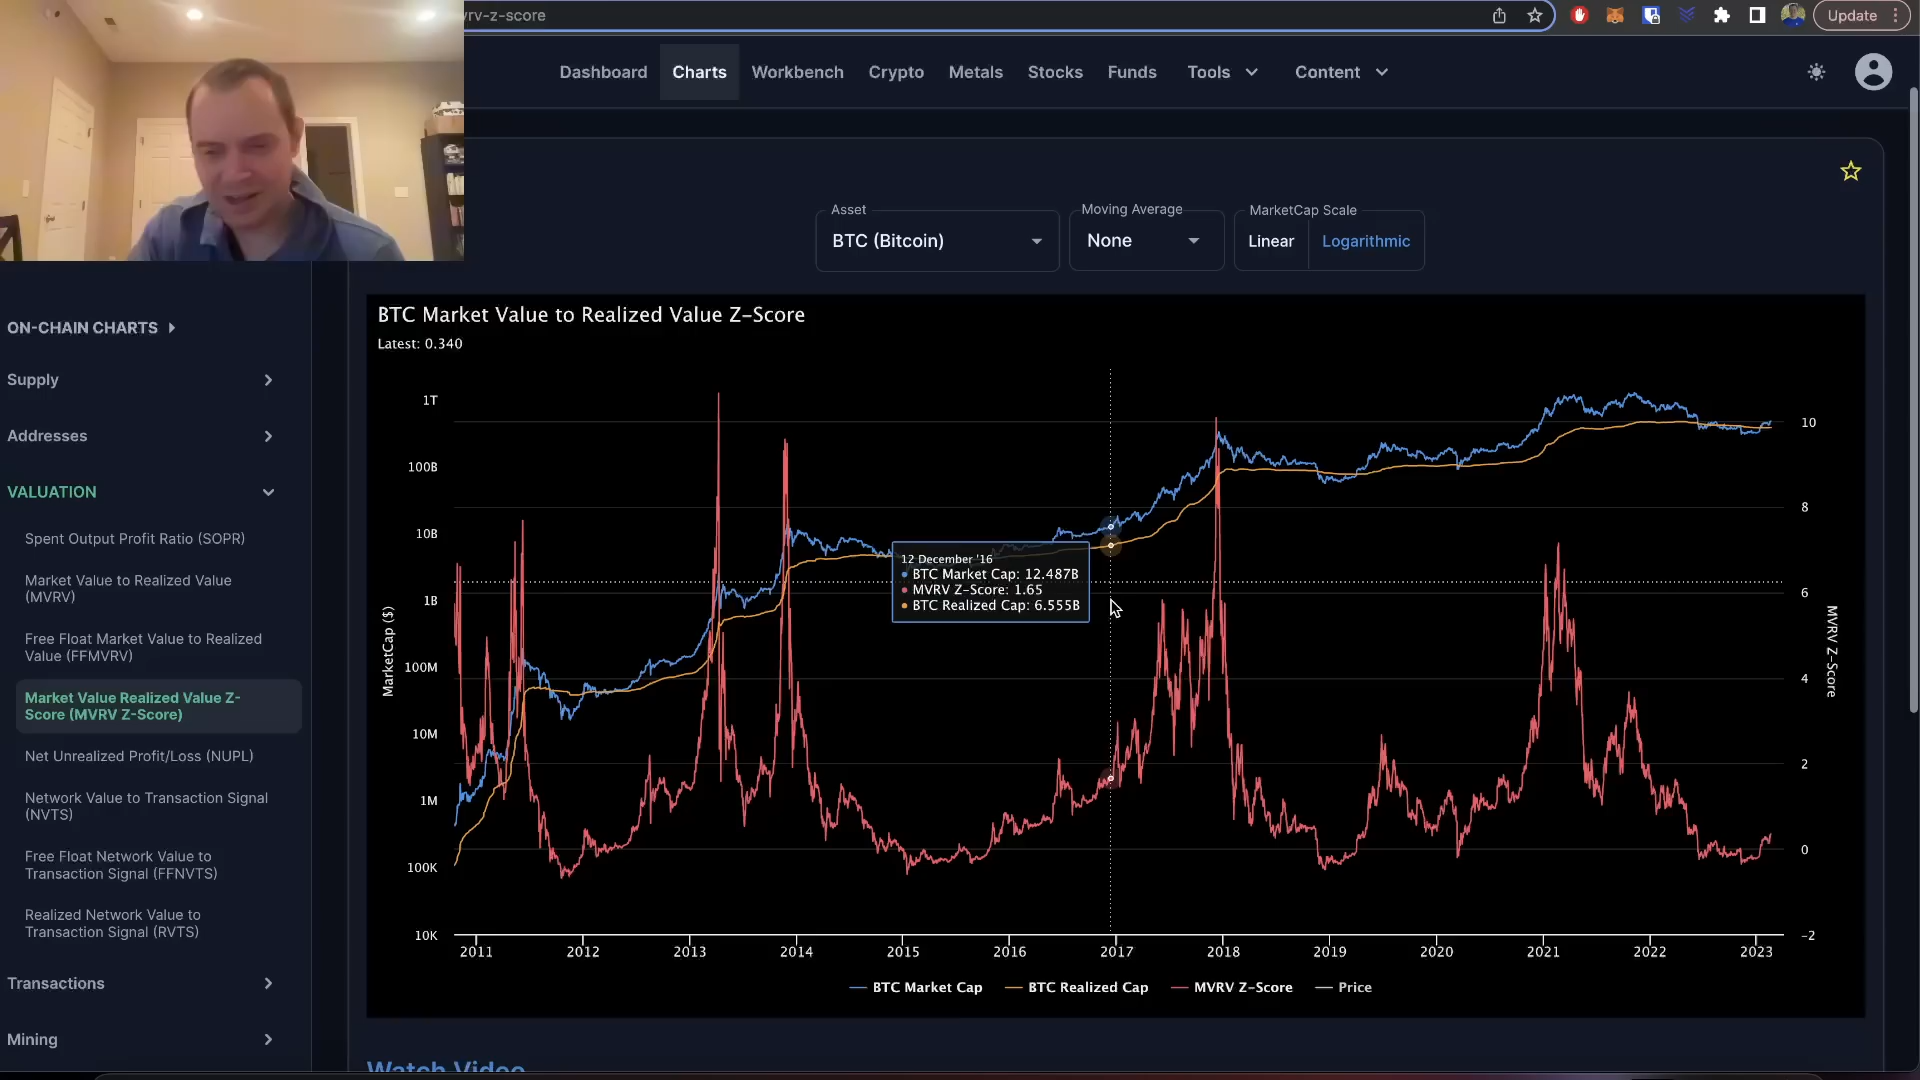 vrv-z-score
Update
Dashboard
Charts
Workbench
Crypto
Metals
Stocks
Funds
Tools
Content
Asset
BTC (Bitcoin)
Moving Average
None
MarketCap Scale
Linear
Logarithmic
ON-CHAIN CHARTS
Supply
Addresses
VALUATION
Spent Output Profit Ratio (SOPR)
Market Value to Realized Value
(MVRV)
Free Float Market Value to Realized
Value (FFMVRV)
Market Value Realized Value Z-
Score (MVRV Z-Score)
Net Unrealized Profit/Loss (NUPL)
Network Value to Transaction Signal
(NVTS)
Free Float Network Value to
Transaction Signal (FFNVTS)
Realized Network Value to
Transaction Signal (RVTS)
Transactions
Mining
BTC Market Value to Realized Value Z-Score
Latest: 0.340
1T
100B
10B
1B
100M
10M
1M
100K
10K
MarketCap ($)
12 December '16
BTC Market Cap: 12.487B
MVRV Z-Score: 1.65
BTC Realized Cap: 6.555B
10
8
6
4
2
0
-2
MVRV Z-Score
2011
2012
2013
2014
2015
2016
2017
2018
2019
2020
2021
2022
2023
BTC Market Cap
BTC Realized Cap
MVRV Z-Score
Price
Watch Video